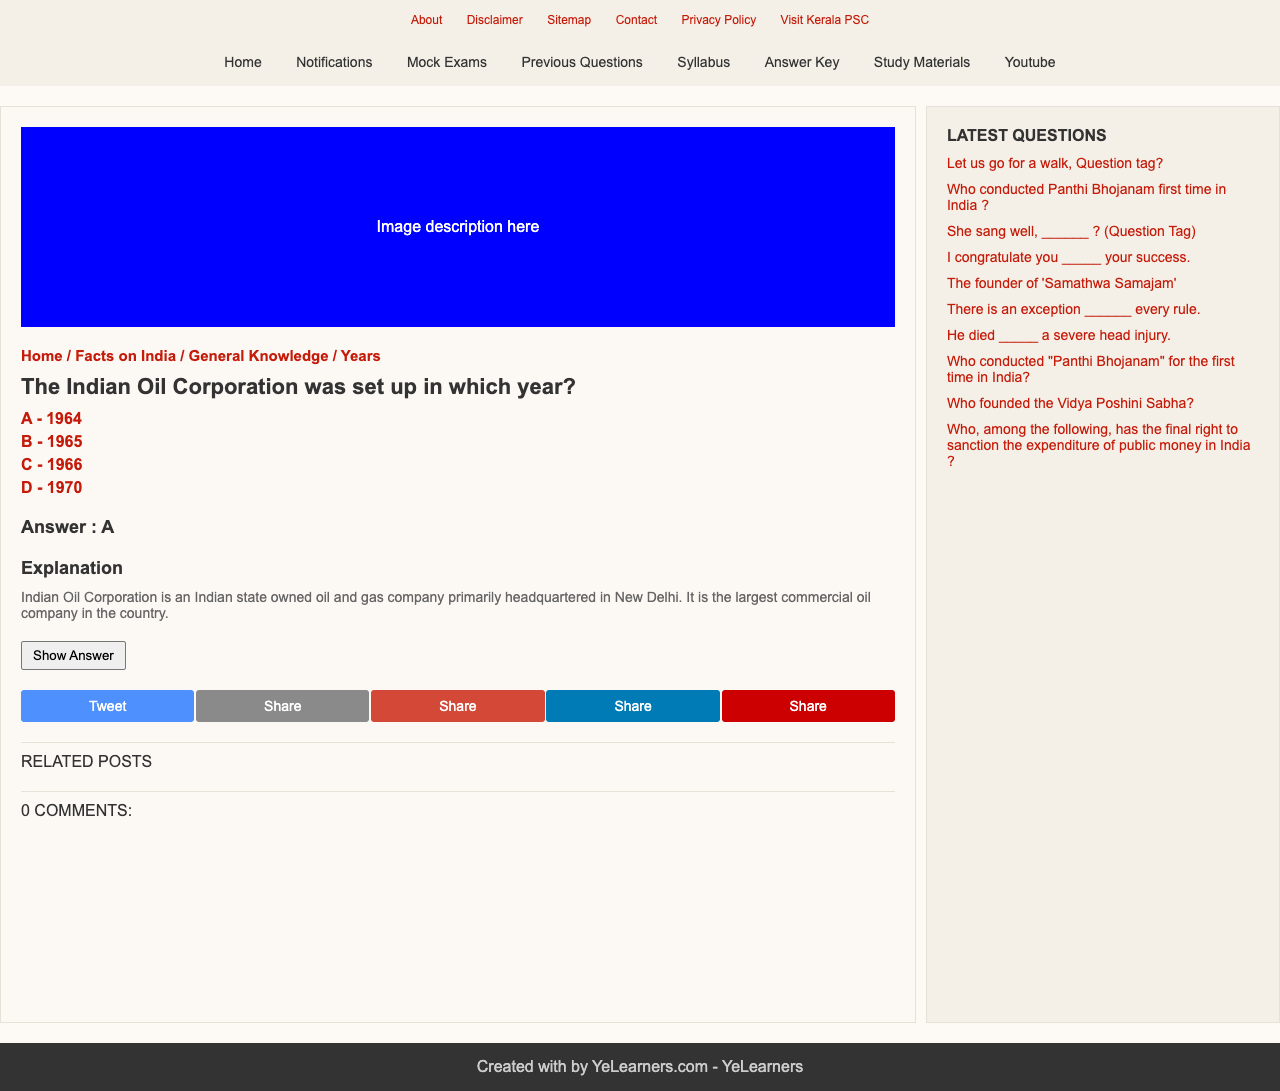 About Disclaimer Sitemap Contact Privacy Policy Visit Kerala PSC
Home Notifications Mock Exams Previous Questions Syllabus Answer Key Study Materials Youtube
Image description here
Home / Facts on India / General Knowledge / Years
The Indian Oil Corporation was set up in which year?
A - 1964
B - 1965
C - 1966
D - 1970
Answer : A
Explanation
Indian Oil Corporation is an Indian state owned oil and gas company primarily headquartered in New Delhi. It is the largest commercial oil
company in the country.
Show Answer
Tweet Share Share Share Share
RELATED POSTS
0 COMMENTS:
LATEST QUESTIONS
Let us go for a walk, Question tag?
Who conducted Panthi Bhojanam first time in
India ?
She sang well, ______ ? (Question Tag)
I congratulate you _____ your success.
The founder of 'Samathwa Samajam'
There is an exception ______ every rule.
He died _____ a severe head injury.
Who conducted "Panthi Bhojanam" for the first
time in India?
Who founded the Vidya Poshini Sabha?
Who, among the following, has the final right to
sanction the expenditure of public money in India
?
Created with by YeLearners.com - YeLearners